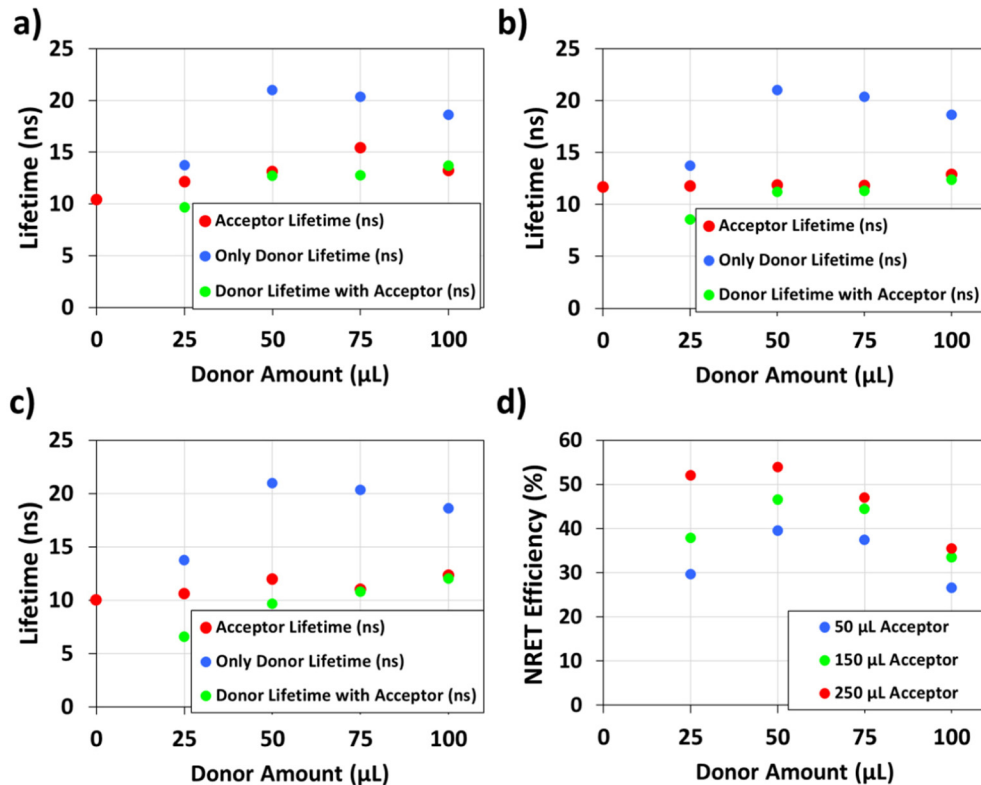 a)
25
20
15
10
5
0
Lifetime (ns)
Acceptor Lifetime (ns)
Only Donor Lifetime (ns)
Donor Lifetime with Acceptor (ns)
0 25 50 75 100
Donor Amount (µL)
b)
25
20
15
10
5
0
Lifetime (ns)
Acceptor Lifetime (ns)
Only Donor Lifetime (ns)
Donor Lifetime with Acceptor (ns)
0 25 50 75 100
Donor Amount (µL)
c)
25
20
15
10
5
0
Lifetime (ns)
Acceptor Lifetime (ns)
Only Donor Lifetime (ns)
Donor Lifetime with Acceptor (ns)
0 25 50 75 100
Donor Amount (µL)
d)
60
50
40
30
20
10
0
NRET Efficiency (%)
50 µL Acceptor
150 µL Acceptor
250 µL Acceptor
0 25 50 75 100
Donor Amount (µL)